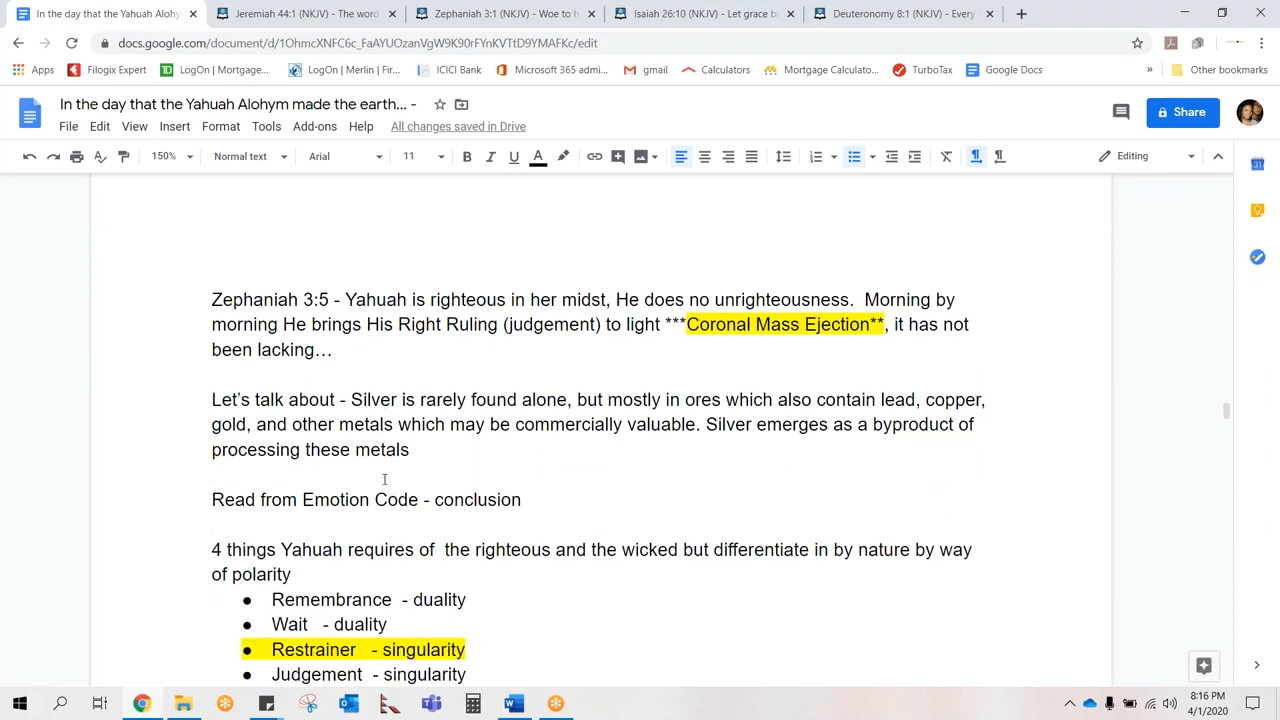 In the day that the Yahuah Alohym
Jeremiah 44:1 (NKJV) - The word
Zephaniah 3:1 (NKJV) - Woe to h
Isaiah 26:10 (NKJV) - Let grace b
Deuteronomy 8:1 (NKJV) - Every
docs.google.com/document/d/1OhmcXNFC6c_FaAYUOzanVgW9K90rFYnKVTtD9YMAFKc/edit
Apps
Filogix Expert
LogOn | Mortgage...
LogOn | Merlin | Fir...
ICICI Bank
Microsoft 365 admi...
gmail
Calculators
Mortgage Calculato...
TurboTax
Google Docs
»
Other bookmarks
In the day that the Yahuah Alohym made the earth... -
File Edit View Insert Format Tools Add-ons Help All changes saved in Drive
Share
150% Normal text Arial 11 B I U A Editing
Zephaniah 3:5 - Yahuah is righteous in her midst, He does no unrighteousness. Morning by
morning He brings His Right Ruling (judgement) to light ***Coronal Mass Ejection**, it has not
been lacking…
Let's talk about - Silver is rarely found alone, but mostly in ores which also contain lead, copper,
gold, and other metals which may be commercially valuable. Silver emerges as a byproduct of
processing these metals
Read from Emotion Code - conclusion
4 things Yahuah requires of the righteous and the wicked but differentiate in by nature by way
of polarity
● Remembrance - duality
● Wait - duality
● Restrainer - singularity
● Judgement - singularity
8:16 PM
4/1/2020